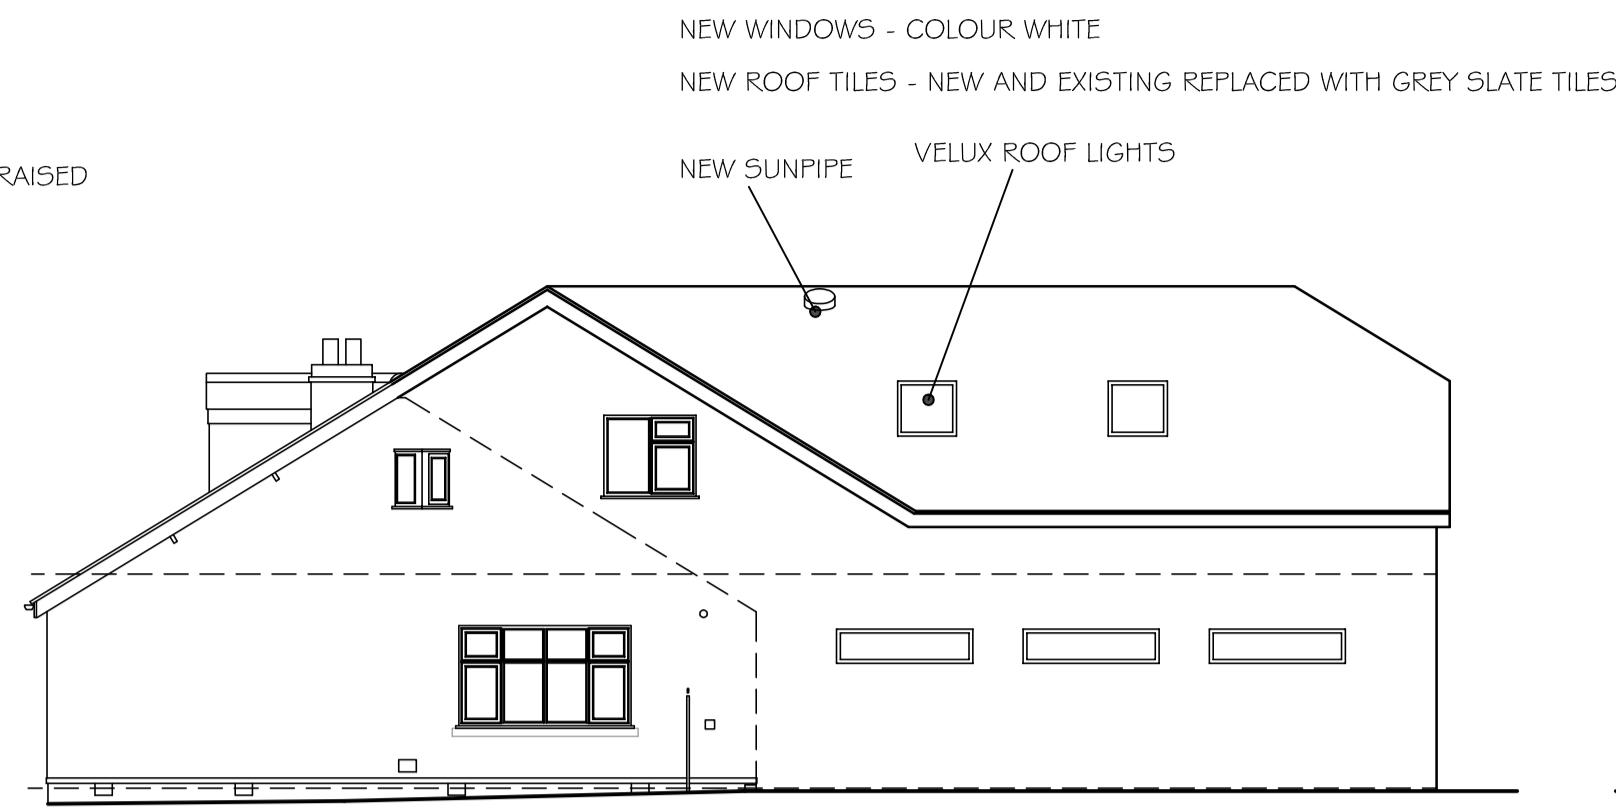 NEW WINDOWS - COLOUR WHITE
NEW ROOF TILES - NEW AND EXISTING REPLACED WITH GREY SLATE TILES
VELUX ROOF LIGHTS
NEW SUNPIPE
RAISED